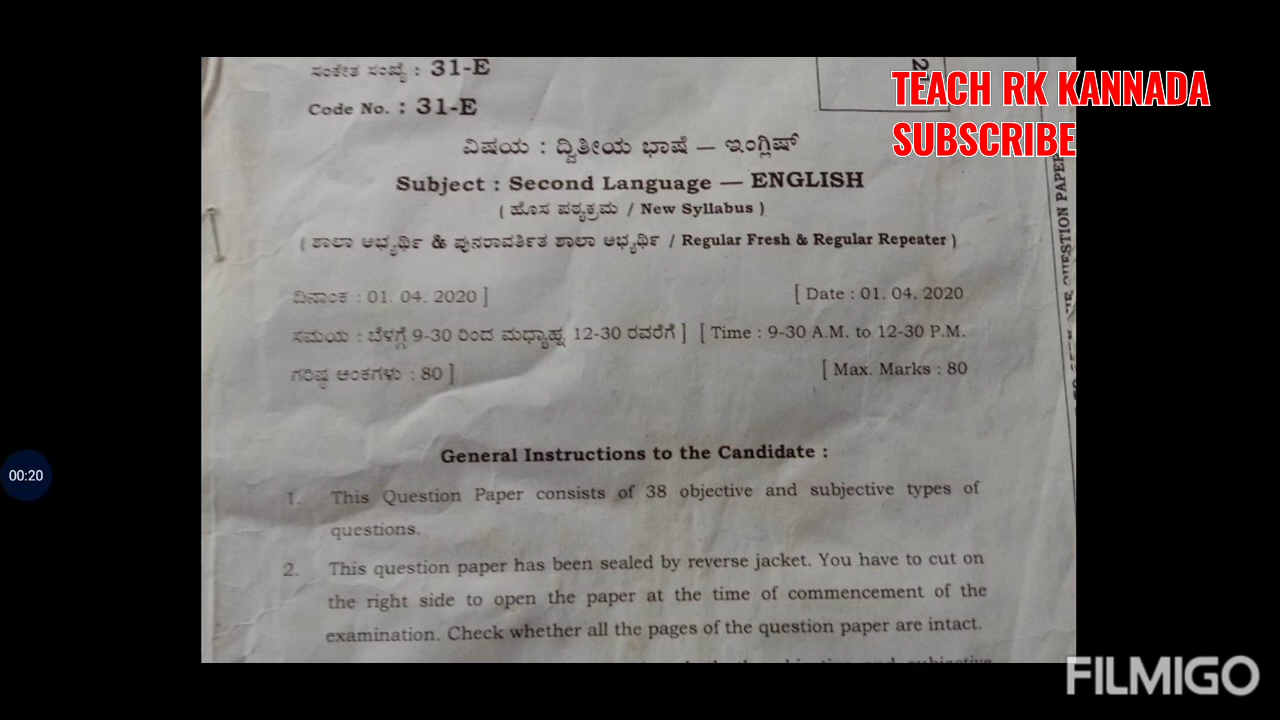 ಸಂಕೇತ ಸಂಖ್ಯೆ : 31-E
Code No. : 31-E
TEACH RK KANNADA
SUBSCRIBE
ವಿಷಯ : ದ್ವಿತೀಯ ಭಾಷೆ — ಇಂಗ್ಲಿಷ್
Subject : Second Language — ENGLISH
( ಹೊಸ ಪಠ್ಯಕ್ರಮ / New Syllabus )
( ಶಾಲಾ ಅಭ್ಯರ್ಥಿ & ಪುನರಾವರ್ತಿತ ಶಾಲಾ ಅಭ್ಯರ್ಥಿ / Regular Fresh & Regular Repeater )
ದಿನಾಂಕ : 01. 04. 2020 ] [ Date : 01. 04. 2020
ಸಮಯ : ಬೆಳಗ್ಗೆ 9-30 ರಿಂದ ಮಧ್ಯಾಹ್ನ 12-30 ರವರೆಗೆ ] [ Time : 9-30 A.M. to 12-30 P.M.
ಗರಿಷ್ಠ ಅಂಕಗಳು : 80 ] [ Max. Marks : 80
General Instructions to the Candidate :
1. This Question Paper consists of 38 objective and subjective types of
questions.
2. This question paper has been sealed by reverse jacket. You have to cut on
the right side to open the paper at the time of commencement of the
examination. Check whether all the pages of the question paper are intact.
QUESTION PAPER
00:20
FILMIGO